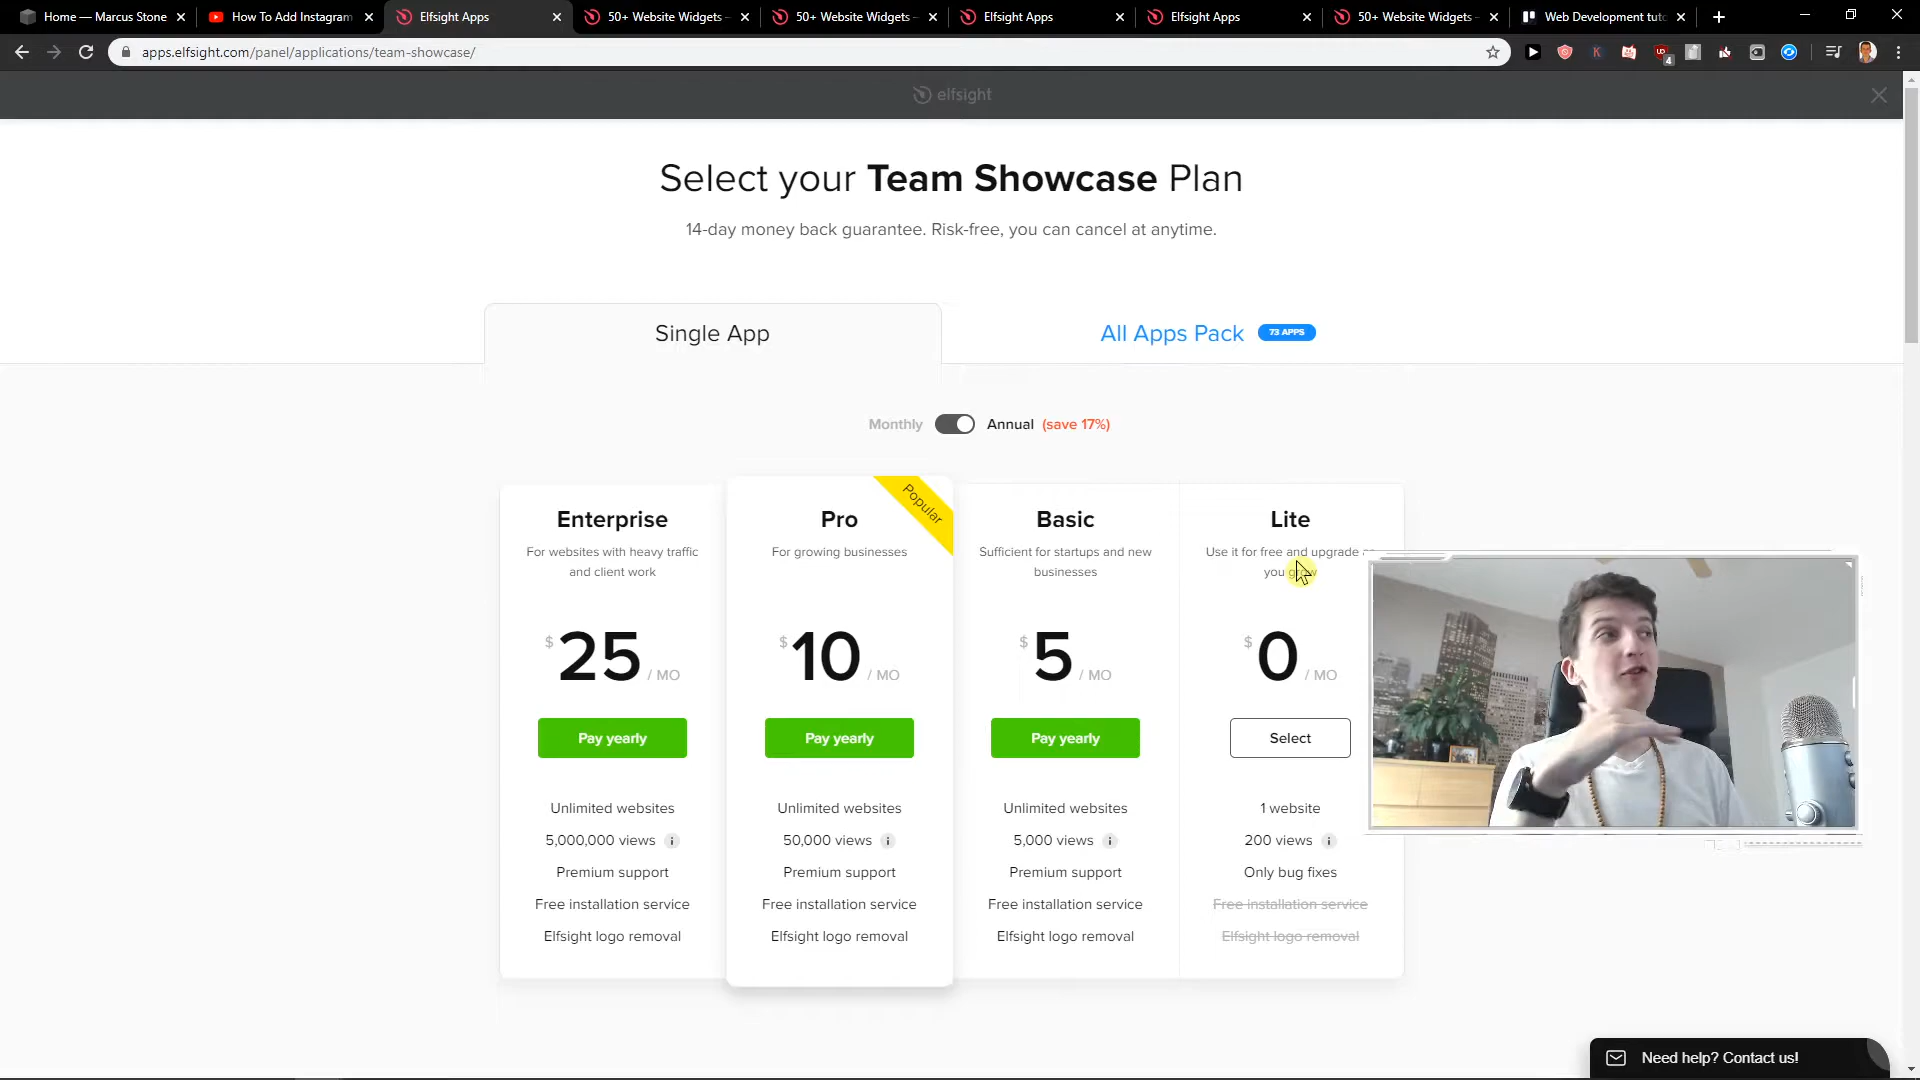 Home — Marcus Stone
How To Add Instagram
Elfsight Apps
50+ Website Widgets -
50+ Website Widgets -
Elfsight Apps
Elfsight Apps
50+ Website Widgets -
Web Development tuto
apps.elfsight.com/panel/applications/team-showcase/
4
elfsight
Select your Team Showcase Plan
14-day money back guarantee. Risk-free, you can cancel at anytime.
Single App
All Apps Pack 73 APPS
Monthly Annual (save 17%)
Popular
Enterprise
For websites with heavy traffic
and client work
$ 25 / MO
Pay yearly
Unlimited websites
5,000,000 views
Premium support
Free installation service
Elfsight logo removal
Pro
For growing businesses
$ 10 / MO
Pay yearly
Unlimited websites
50,000 views
Premium support
Free installation service
Elfsight logo removal
Basic
Sufficient for startups and new
businesses
$ 5 / MO
Pay yearly
Unlimited websites
5,000 views
Premium support
Free installation service
Elfsight logo removal
Lite
Use it for free and upgrade
you grow
$ 0 / MO
Select
1 website
200 views
Only bug fixes
Free installation service
Elfsight logo removal
Need help? Contact us!